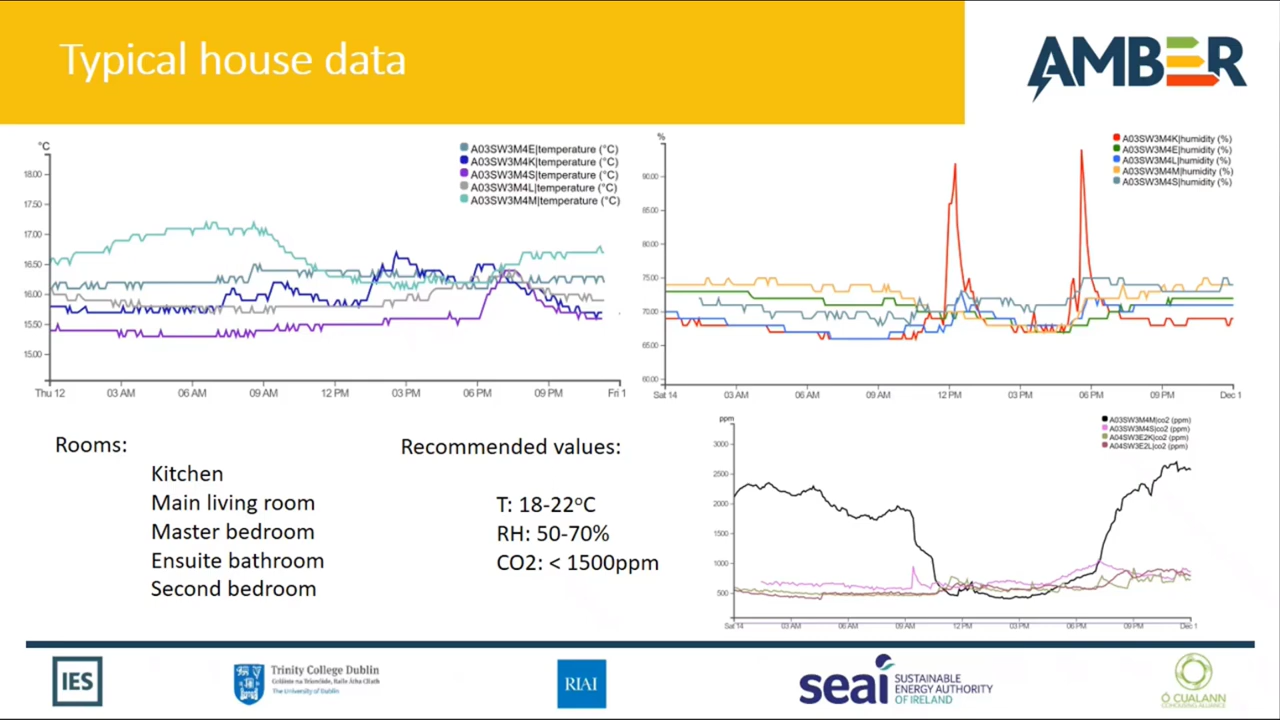 Typical house data
AMBER
°C
A03SW3M4E|temperature (°C)
A03SW3M4K|temperature (°C)
A03SW3M4S|temperature (°C)
A03SW3M4L|temperature (°C)
A03SW3M4M|temperature (°C)
18.00
17.50
17.00
16.50
16.00
15.50
15.00
Thu 12
03 AM
06 AM
09 AM
12 PM
03 PM
06 PM
09 PM
Fri 1
%
A03SW3M4K|humidity (%)
A03SW3M4E|humidity (%)
A03SW3M4L|humidity (%)
A03SW3M4M|humidity (%)
A03SW3M4S|humidity (%)
90.00
85.00
80.00
75.00
70.00
65.00
60.00
Sat 14
03 AM
06 AM
09 AM
12 PM
03 PM
06 PM
09 PM
Dec 1
Rooms:
Kitchen
Main living room
Master bedroom
Ensuite bathroom
Second bedroom
Recommended values:
T: 18-22°C
RH: 50-70%
CO2: < 1500ppm
ppm
A03SW3M4M|co2 (ppm)
A03SW3M4S|co2 (ppm)
A04SW3E2K|co2 (ppm)
A04SW3E2L|co2 (ppm)
3000
2500
2000
1500
1000
500
Sat 14
03 AM
06 AM
09 AM
12 PM
03 PM
06 PM
09 PM
Dec 1
IES
Trinity College Dublin
Coláiste na Tríonóide, Baile Átha Cliath
The University of Dublin
RIAI
seai
SUSTAINABLE
ENERGY AUTHORITY
OF IRELAND
Ó CUALANN
COHOUSING ALLIANCE